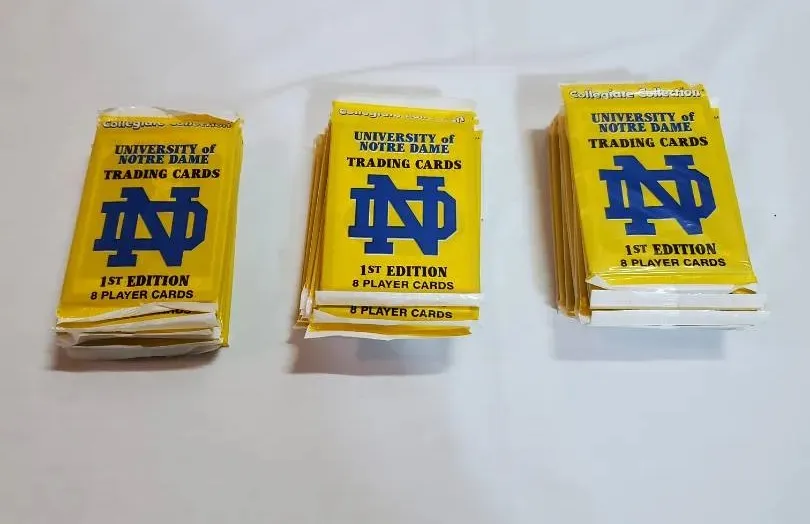 Collegiate Collection
UNIVERSITY of
NOTRE DAME
TRADING CARDS
ND
1ST EDITION
8 PLAYER CARDS
Collegiate
UNIVERSITY of
NOTRE DAME
TRADING CARDS
ND
1ST EDITION
8 PLAYER CARDS
8 PLAYER CARDS
Collegiate Collection
UNIVERSITY of
NOTRE DAME
TRADING CARDS
ND
1ST EDITION
8 PLAYER CARDS